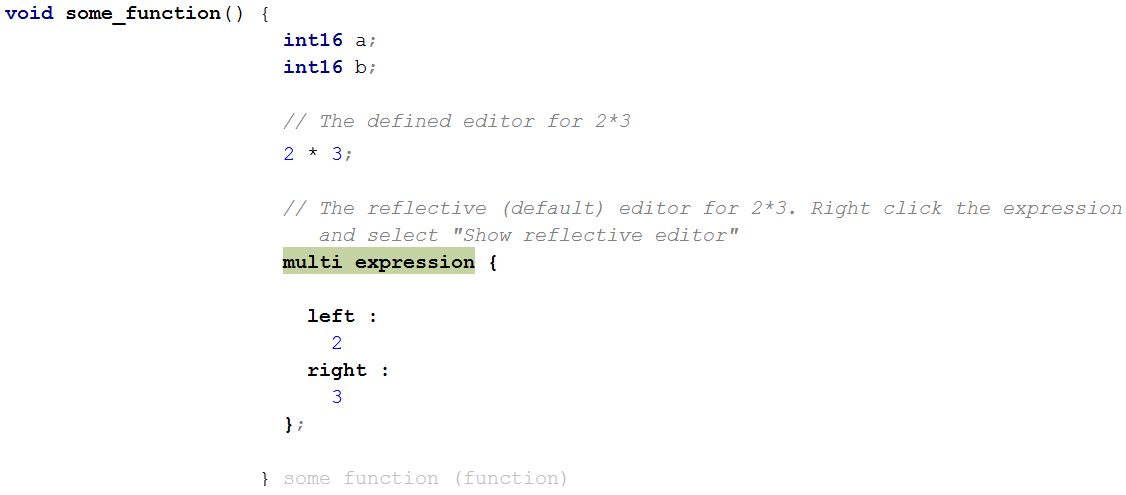 void some_function() {
int16 a;
int16 b;
// The defined editor for 2*3
2 * 3;
// The reflective (default) editor for 2*3. Right click the expression
and select "Show reflective editor"
multi expression {
left :
2
right :
3
};
} some function (function)